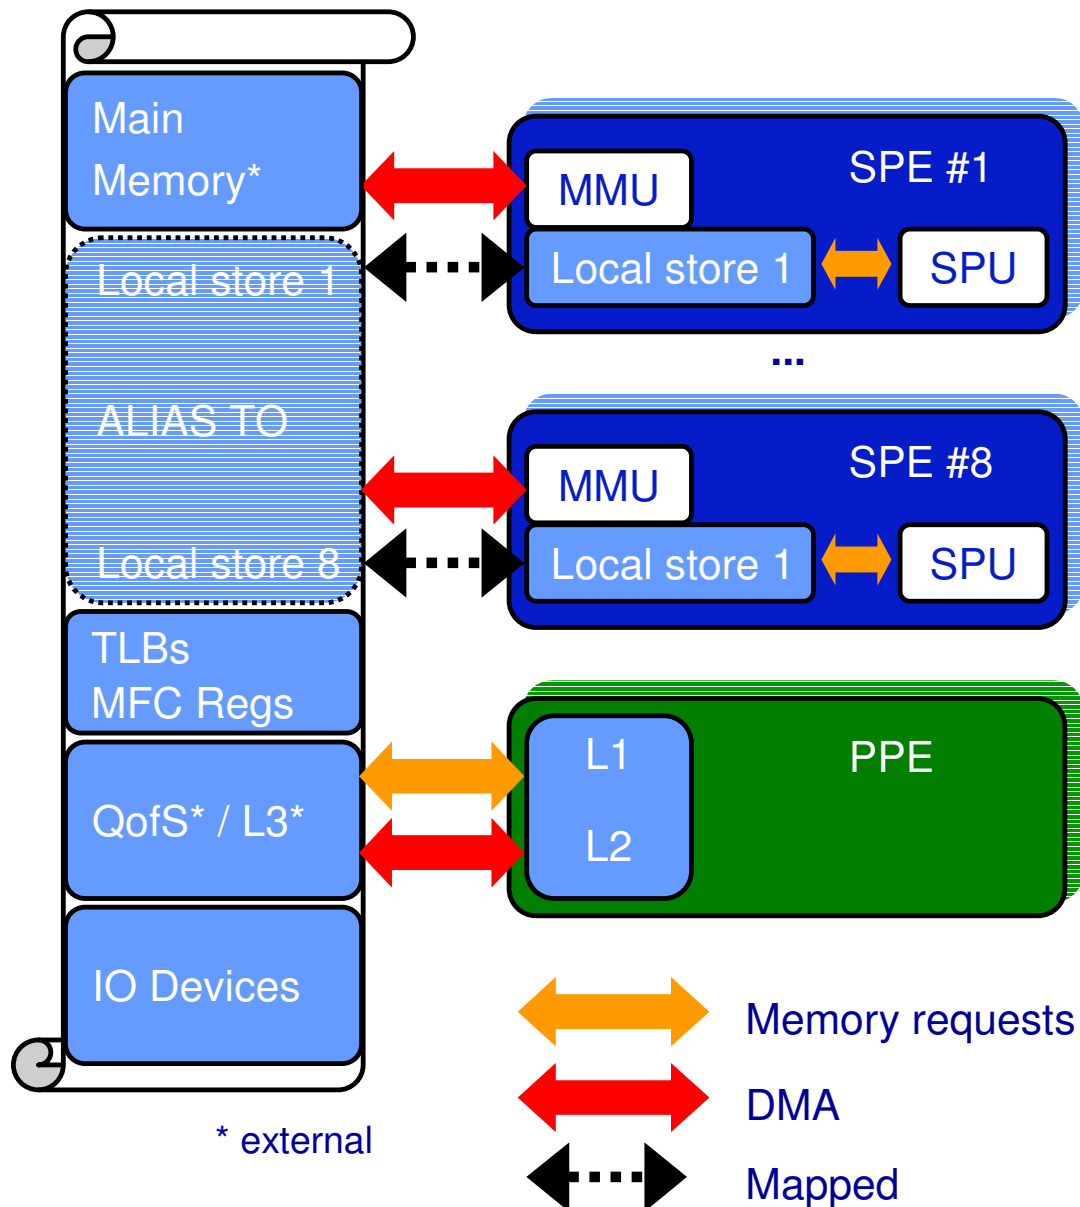 Main
Memory*
Local store 1
ALIAS TO
Local store 8
TLBs
MFC Regs
QofS* / L3*
IO Devices
* external
SPE #1
MMU
Local store 1
SPU
...
SPE #8
MMU
Local store 1
SPU
PPE
L1
L2
Memory requests
DMA
Mapped